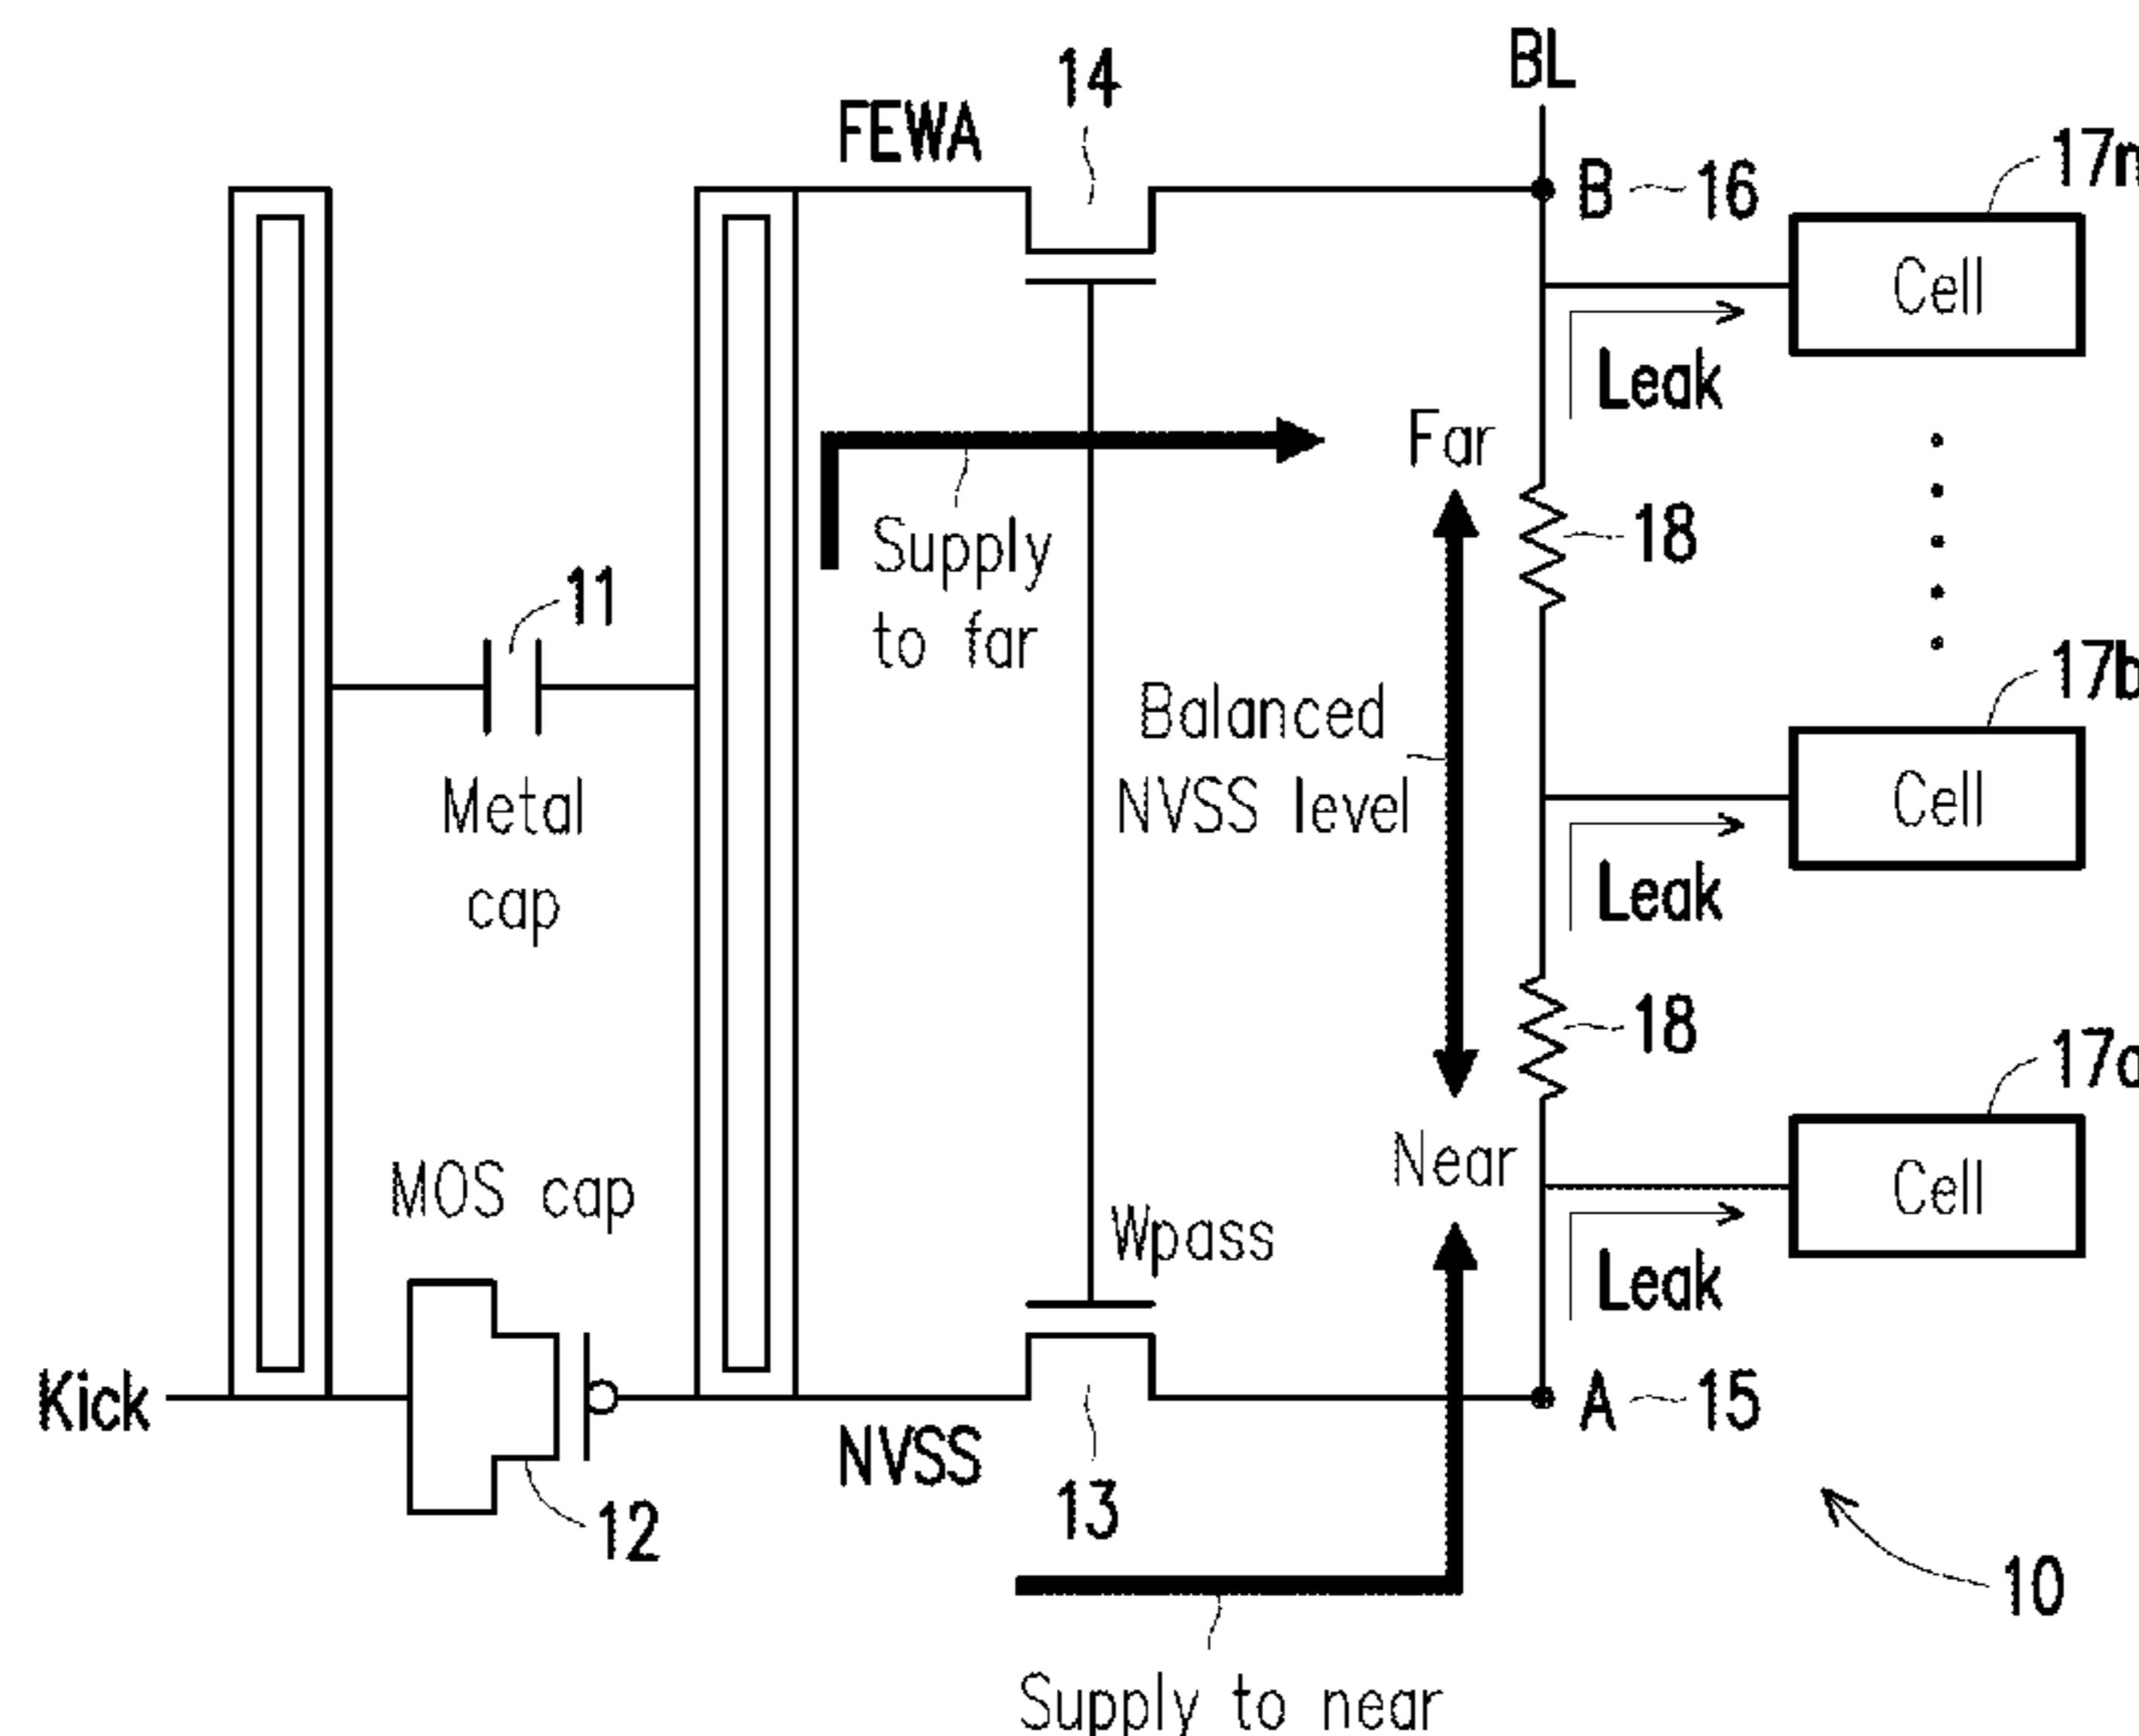 BL
14
FEWA
B
16
17n
Cell
Leak
Far
Supply
to far
18
11
Balanced
NVSS level
17b
Cell
Metal
cap
Leak
18
17a
Near
Cell
MOS cap
Wpass
Leak
Kick
A
15
NVSS
13
12
10
Supply to near